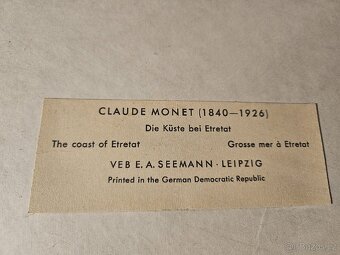 CLAUDE MONET (1840—1926)
Die Küste bei Etretat
The coast of Etretat Grosse mer à Etretat
VEB E. A. SEEMANN · LEIPZIG
Printed in the German Democratic Republic